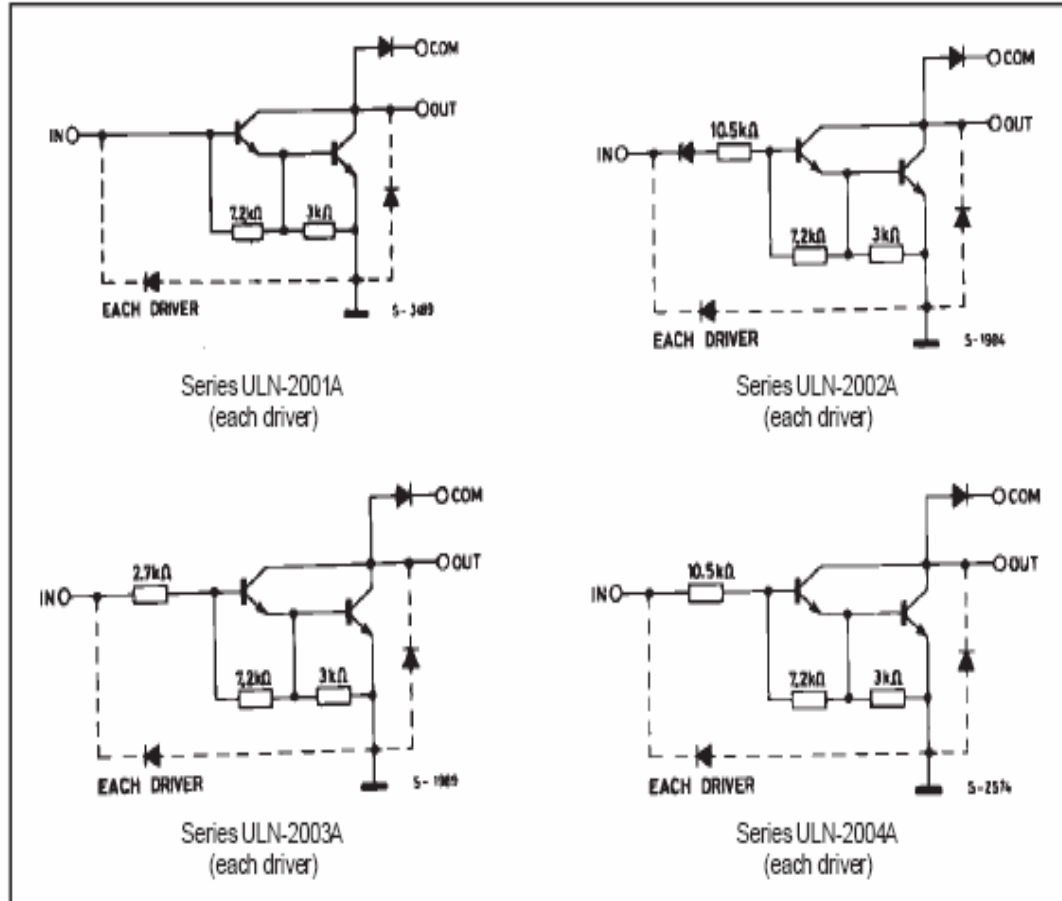 COM
OUT
IN
7.2kΩ
3kΩ
EACH DRIVER
S-3489
Series ULN-2001A
(each driver)
COM
OUT
10.5kΩ
IN
7.2kΩ
3kΩ
EACH DRIVER
S-1984
Series ULN-2002A
(each driver)
COM
OUT
2.7kΩ
IN
7.2kΩ
3kΩ
EACH DRIVER
S-1989
Series ULN-2003A
(each driver)
COM
OUT
10.5kΩ
IN
7.2kΩ
3kΩ
EACH DRIVER
S-2574
Series ULN-2004A
(each driver)